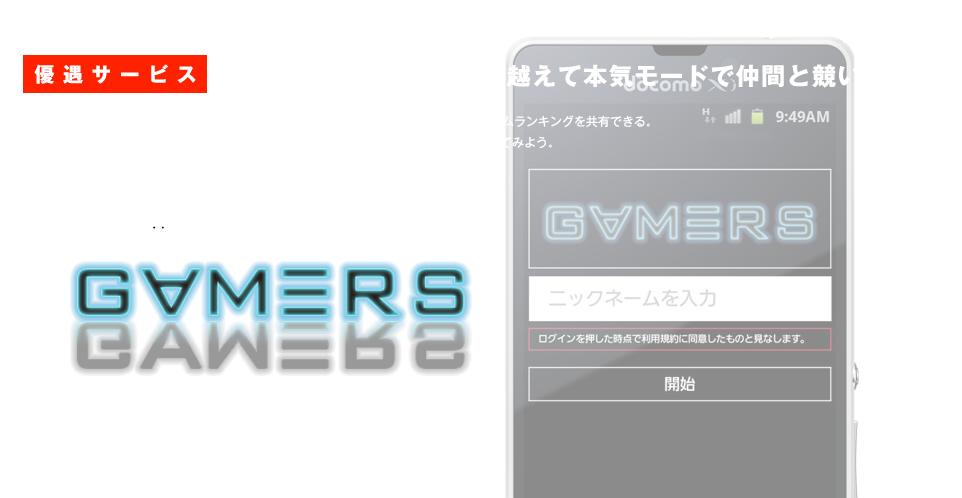 優遇サービス
越えて本気モードで仲間と競い
docomo Xi
ムランキングを共有できる。
てみよう。
H
9:49AM
GAMERS
GAMERS
ニックネームを入力
ログインを押した時点で利用規約に同意したものと見なします。
開始